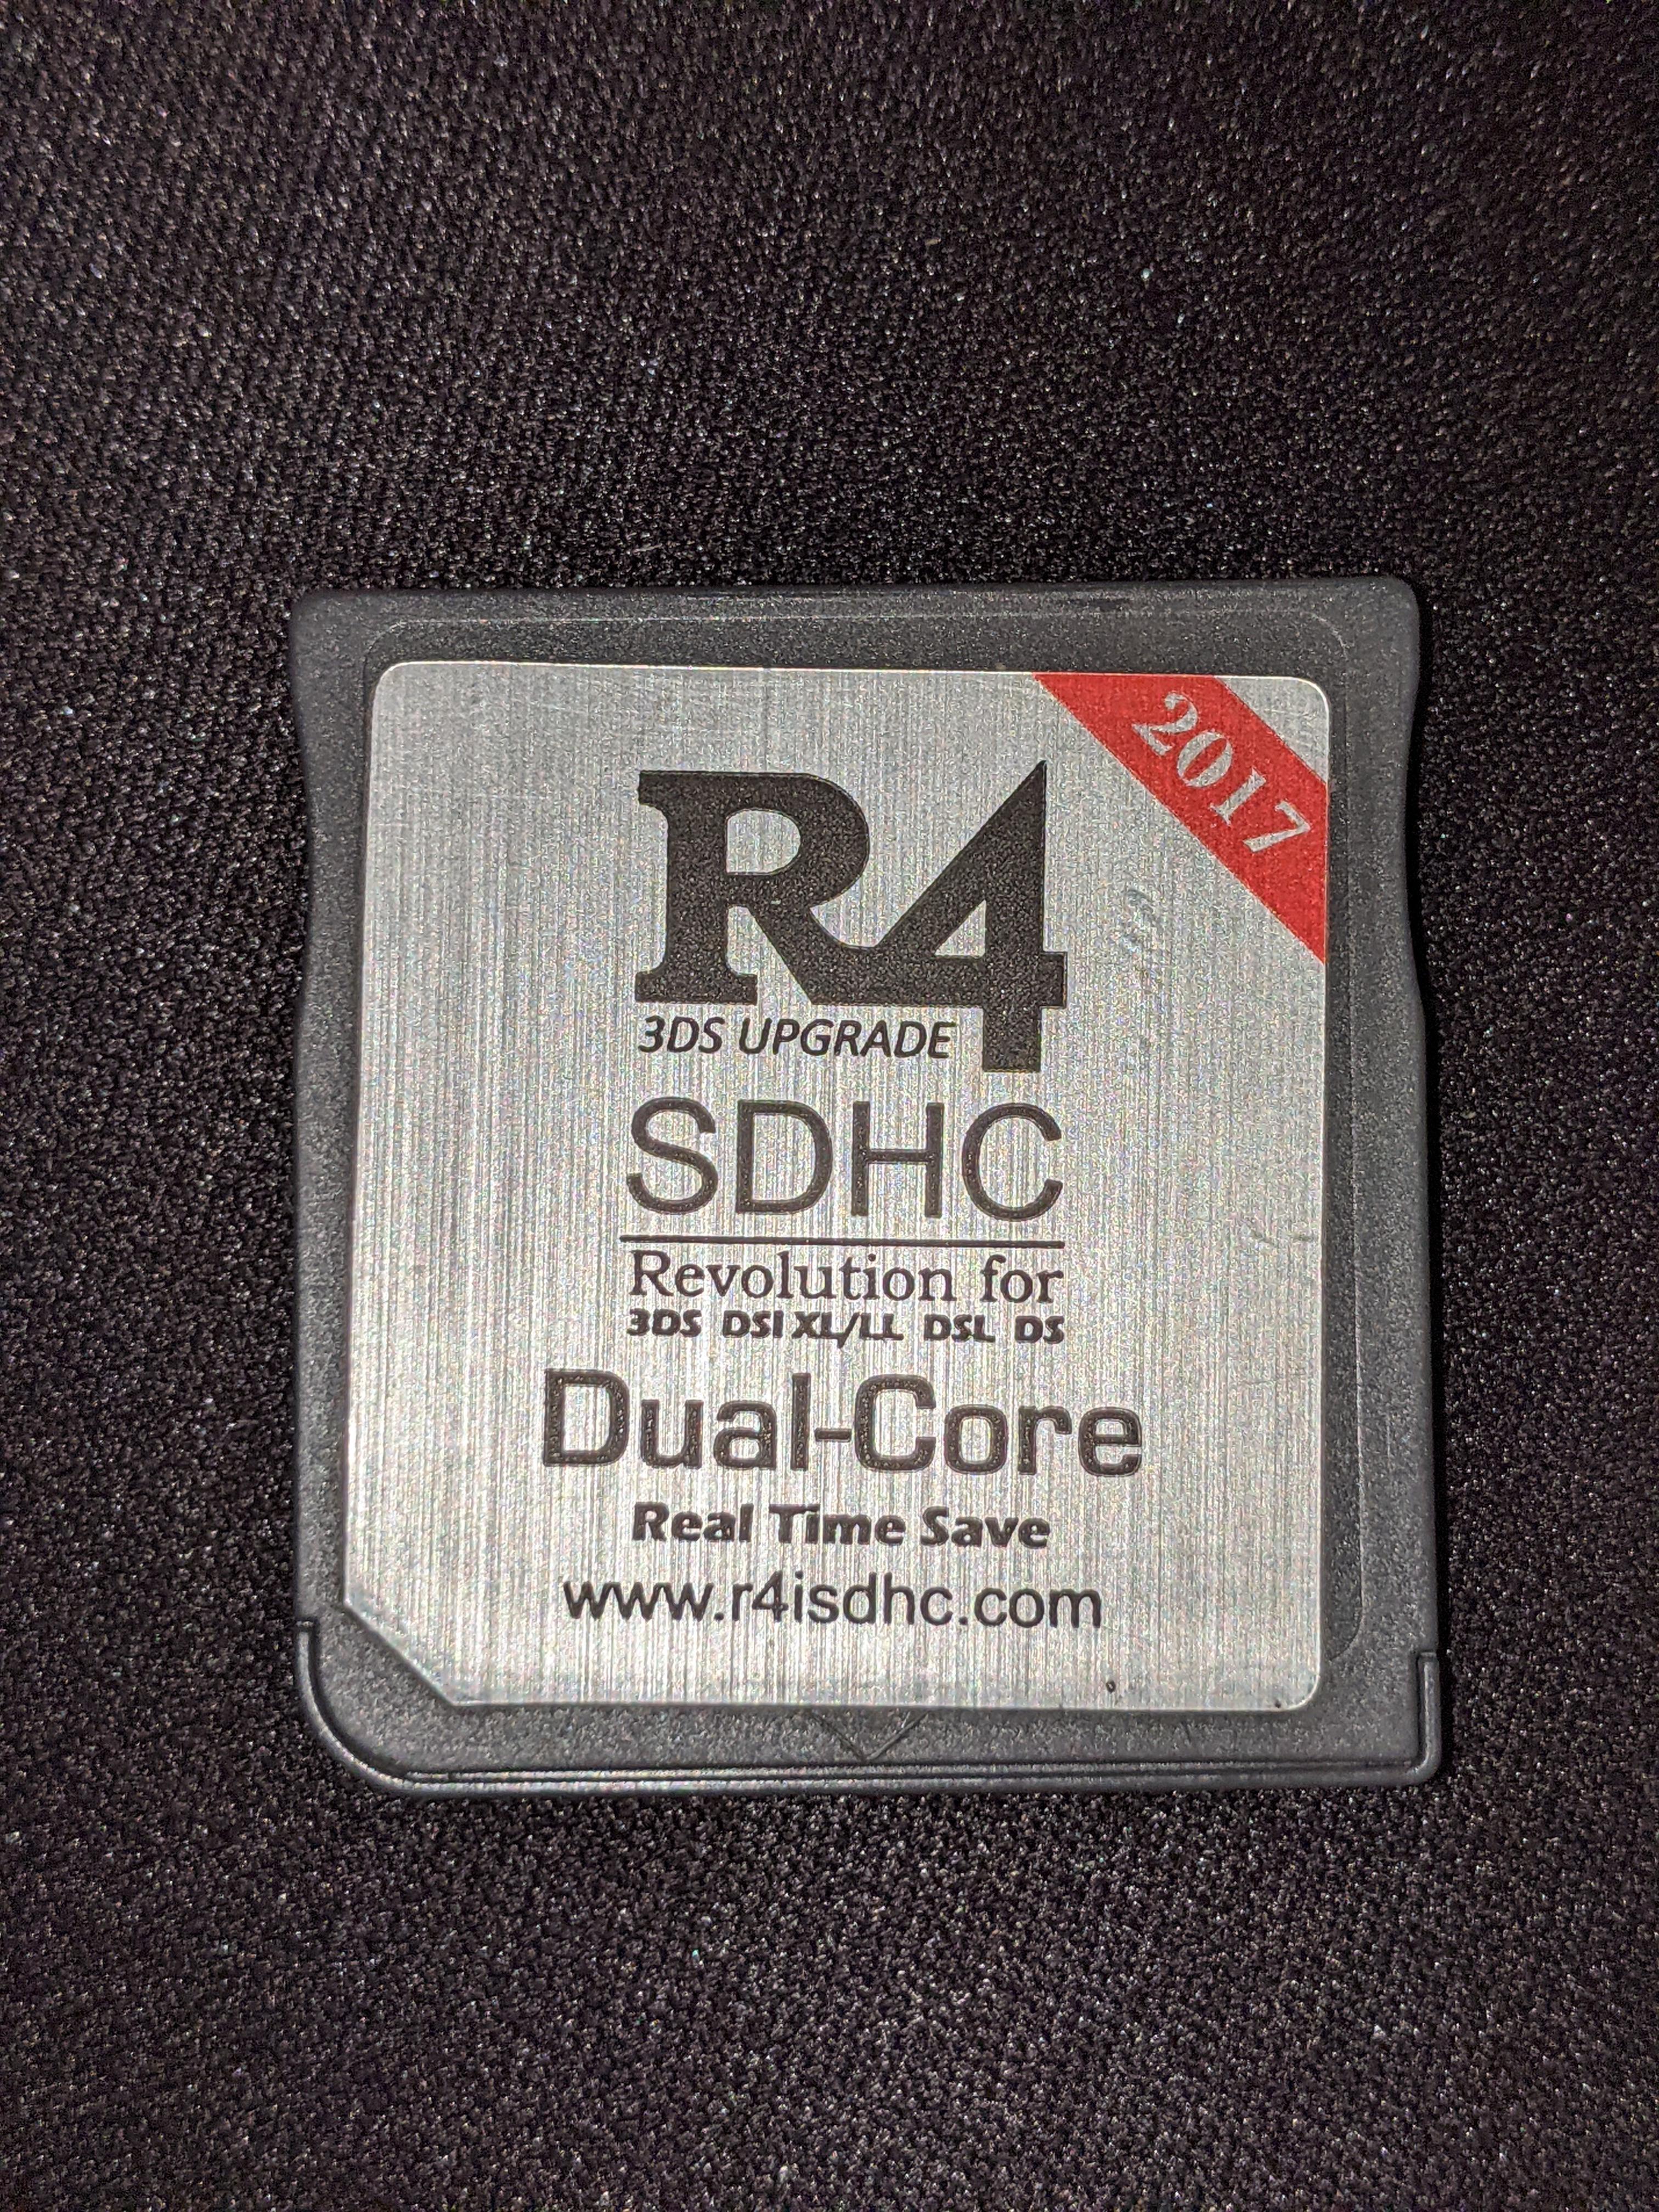 2017
R4
3DS UPGRADE
SDHC
Revolution for
3DS DSI XL/LL DSL DS
Dual-Core
Real Time Save
www.r4isdhc.com